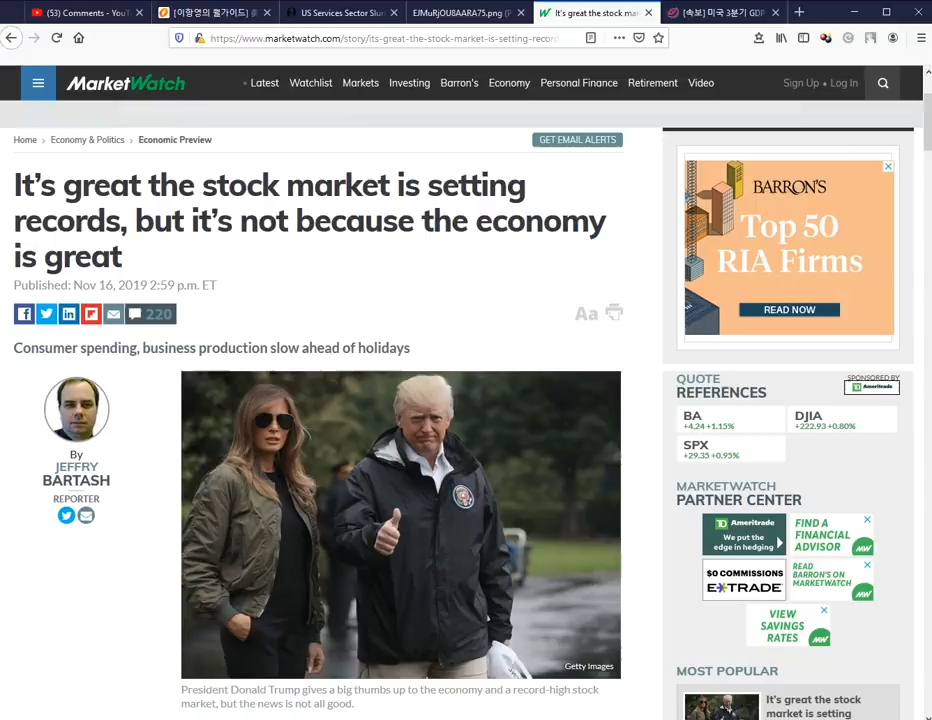 (53) Comments - You
[이항영의 월가이드]
US Services Sector Slu
EJMuRjOU8AARA75.png (
It's great the stock mar
[속보] 미국 3분기 GDP
https://www.marketwatch.com/story/its-great-the-stock-market-is-setting-record
MarketWatch
Latest Watchlist Markets Investing Barron's Economy Personal Finance Retirement Video
Sign Up • Log In
Home › Economy & Politics › Economic Preview
GET EMAIL ALERTS
It's great the stock market is setting
records, but it's not because the economy
is great
Published: Nov 16, 2019 2:59 p.m. ET
220
Aa
Consumer spending, business production slow ahead of holidays
By
JEFFRY
BARTASH
REPORTER
Getty Images
President Donald Trump gives a big thumbs up to the economy and a record-high stock
market, but the news is not all good.
BARRON'S
Top 50
RIA Firms
READ NOW
QUOTE
REFERENCES
SPONSORED BY
Ameritrade
BA
+4.24 +1.15%
DJIA
+222.93 +0.80%
SPX
+29.35 +0.95%
MARKETWATCH
PARTNER CENTER
Ameritrade
We put the
edge in hedging
FIND A
FINANCIAL
ADVISOR
$0 COMMISSIONS
E*TRADE
READ
BARRON'S ON
MARKETWATCH
VIEW
SAVINGS
RATES
MOST POPULAR
It's great the stock
market is setting